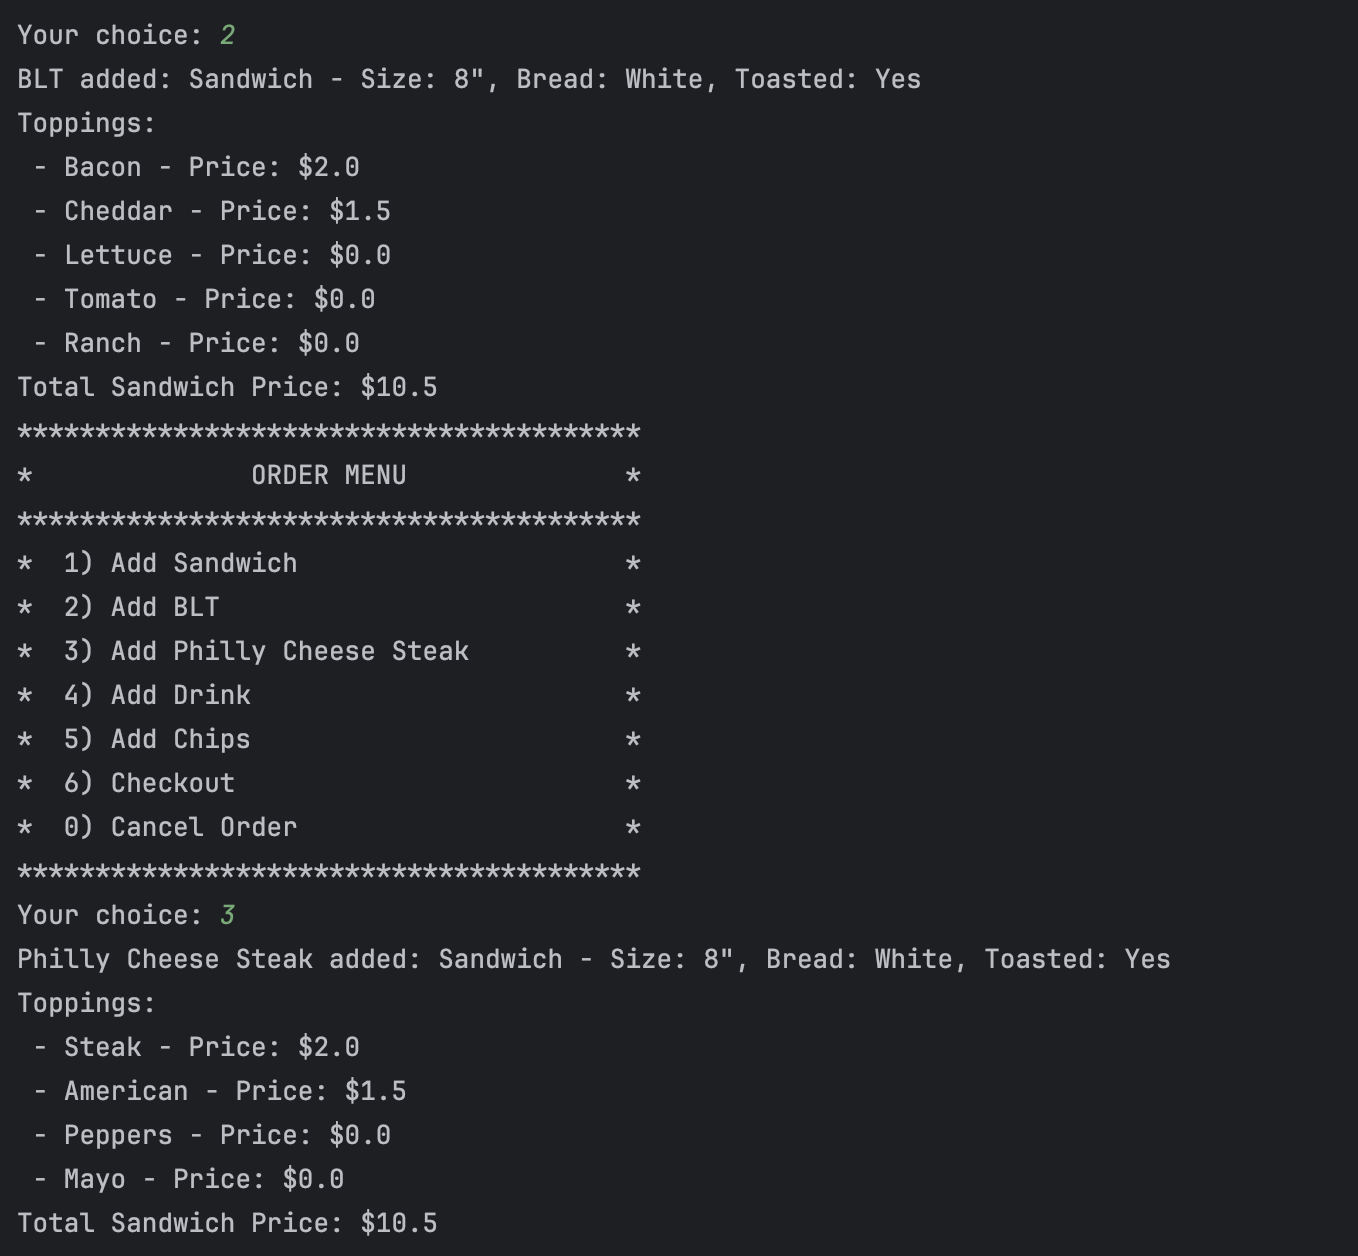 Your choice: 2
BLT added: Sandwich - Size: 8", Bread: White, Toasted: Yes
Toppings:
 - Bacon - Price: $2.0
 - Cheddar - Price: $1.5
 - Lettuce - Price: $0.0
 - Tomato - Price: $0.0
 - Ranch - Price: $0.0
Total Sandwich Price: $10.5
****************************************
*              ORDER MENU              *
****************************************
*  1) Add Sandwich                     *
*  2) Add BLT                          *
*  3) Add Philly Cheese Steak          *
*  4) Add Drink                        *
*  5) Add Chips                        *
*  6) Checkout                         *
*  0) Cancel Order                     *
****************************************
Your choice: 3
Philly Cheese Steak added: Sandwich - Size: 8", Bread: White, Toasted: Yes
Toppings:
 - Steak - Price: $2.0
 - American - Price: $1.5
 - Peppers - Price: $0.0
 - Mayo - Price: $0.0
Total Sandwich Price: $10.5